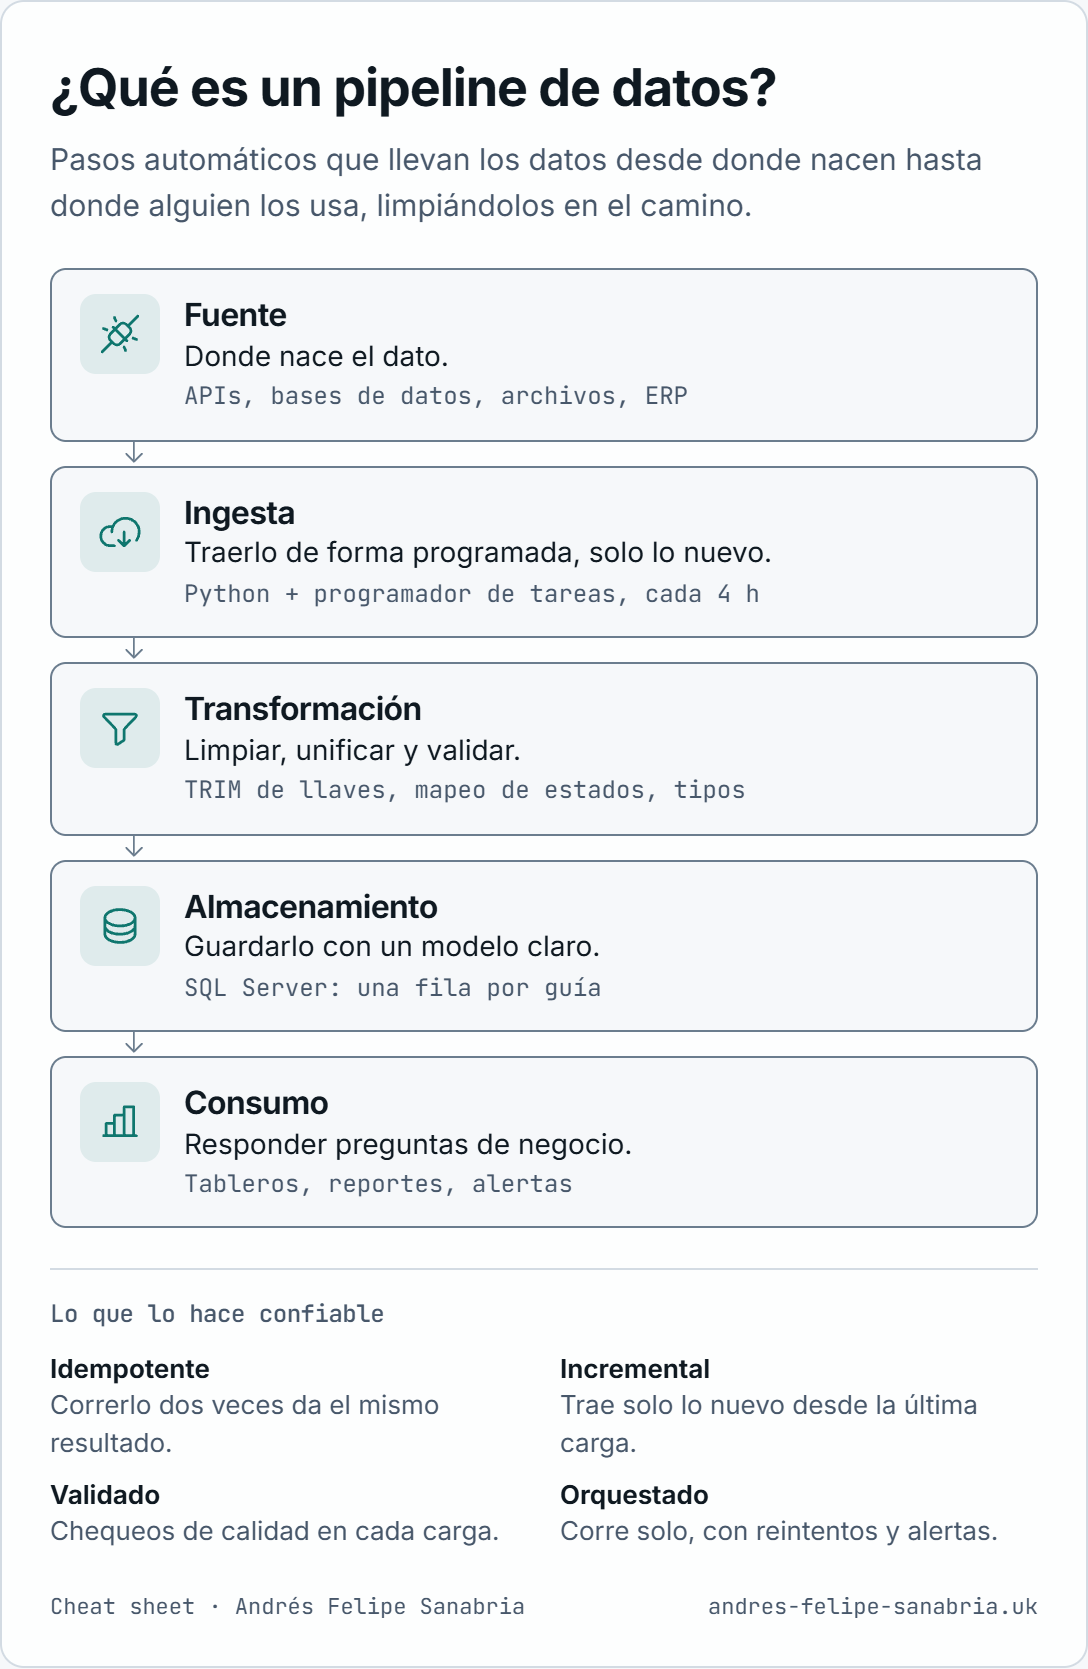 ¿Qué es un pipeline de datos?
Pasos automáticos que llevan los datos desde donde nacen hasta
donde alguien los usa, limpiándolos en el camino.
Fuente
Donde nace el dato.
APIs, bases de datos, archivos, ERP
Ingesta
Traerlo de forma programada, solo lo nuevo.
Python + programador de tareas, cada 4 h
Transformación
Limpiar, unificar y validar.
TRIM de llaves, mapeo de estados, tipos
Almacenamiento
Guardarlo con un modelo claro.
SQL Server: una fila por guía
Consumo
Responder preguntas de negocio.
Tableros, reportes, alertas
Lo que lo hace confiable
Idempotente
Correrlo dos veces da el mismo
resultado.
Incremental
Trae solo lo nuevo desde la última
carga.
Validado
Chequeos de calidad en cada carga.
Orquestado
Corre solo, con reintentos y alertas.
Cheat sheet · Andrés Felipe Sanabria
andres-felipe-sanabria.uk